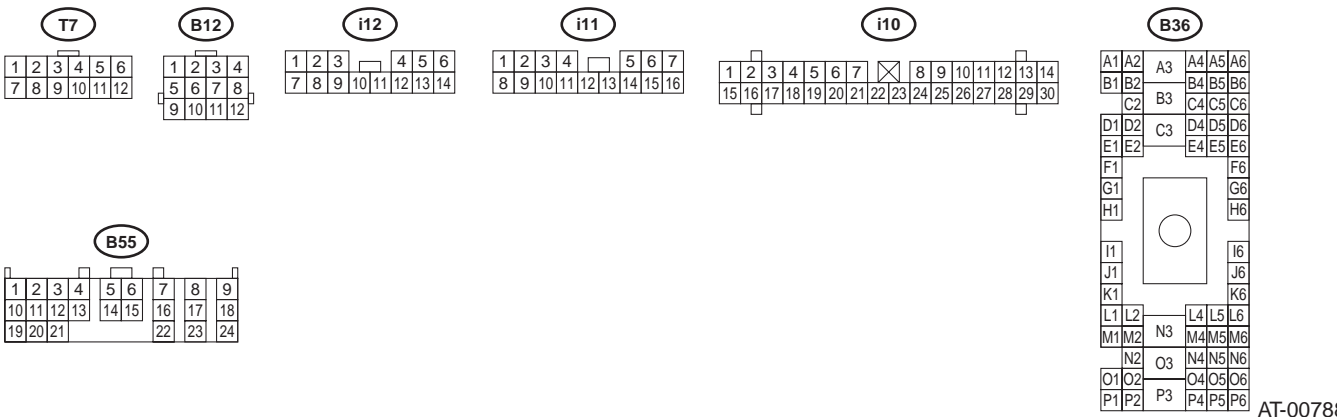 T7 B12 i12 i11 i10 B36
1 2 3 4 5 6
7 8 9 10 11 12
1 2 3 4
5 6 7 8
9 10 11 12
1 2 3 4 5 6
7 8 9 10 11 12 13 14
1 2 3 4 5 6 7
8 9 10 11 12 13 14 15 16
1 2 3 4 5 6 7 8 9 10 11 12 13 14
15 16 17 18 19 20 21 22 23 24 25 26 27 28 29 30
A1 A2 A3 A4 A5 A6
B1 B2 B3 B4 B5 B6
C2 C3 C4 C5 C6
D1 D2 D4 D5 D6
E1 E2 E4 E5 E6
F1 F6
G1 G6
H1 H6
I1 I6
J1 J6
K1 K6
L1 L2 L4 L5 L6
M1 M2 N3 M4 M5 M6
N2 O3 N4 N5 N6
O1 O2 O4 O5 O6
P1 P2 P3 P4 P5 P6
B55
1 2 3 4 5 6 7 8 9
10 11 12 13 14 15 16 17 18
19 20 21 22 23 24
AT-00788